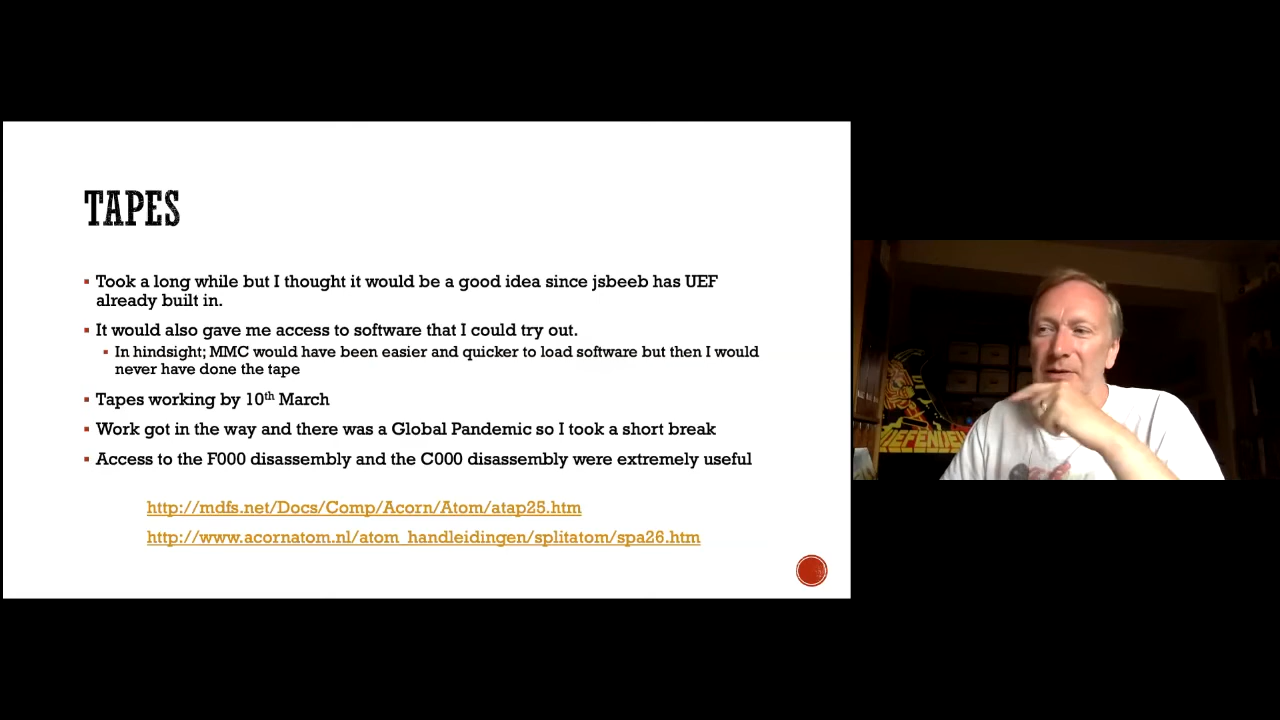 TAPES
Took a long while but I thought it would be a good idea since jsbeeb has UEF
already built in.
It would also gave me access to software that I could try out.
In hindsight; MMC would have been easier and quicker to load software but then I would
never have done the tape
Tapes working by 10th March
Work got in the way and there was a Global Pandemic so I took a short break
Access to the F000 disassembly and the C000 disassembly were extremely useful
http://mdfs.net/Docs/Comp/Acorn/Atom/atap25.htm
http://www.acornatom.nl/atom_handleidingen/splitatom/spa26.htm
DEFENDER